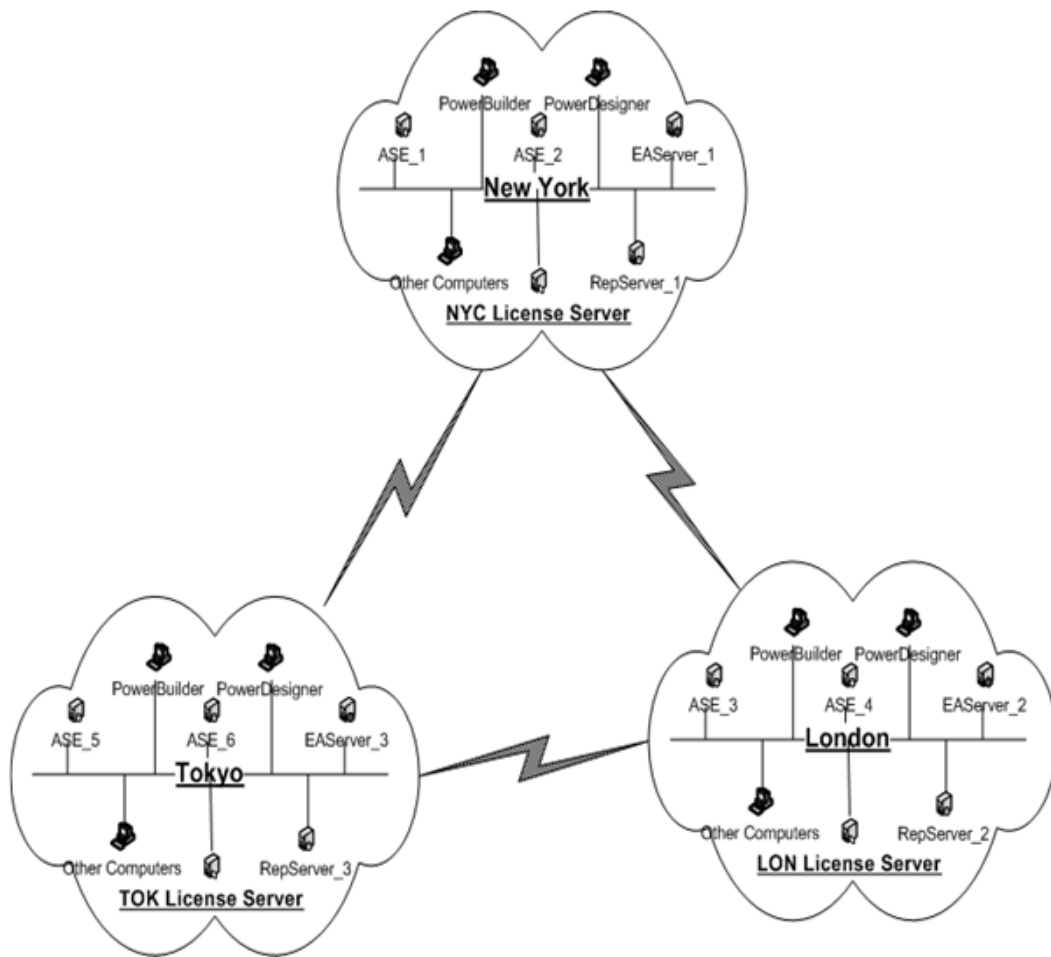 PowerBuilder PowerDesigner
ASE_1 ASE_2 EAServer_1
New York
Other Computers RepServer_1
NYC License Server
PowerBuilder PowerDesigner
ASE_5 ASE_6 EAServer_3
Tokyo
Other Computers RepServer_3
TOK License Server
PowerBuilder PowerDesigner
ASE_3 ASE_4 EAServer_2
London
Other Computers RepServer_2
LON License Server